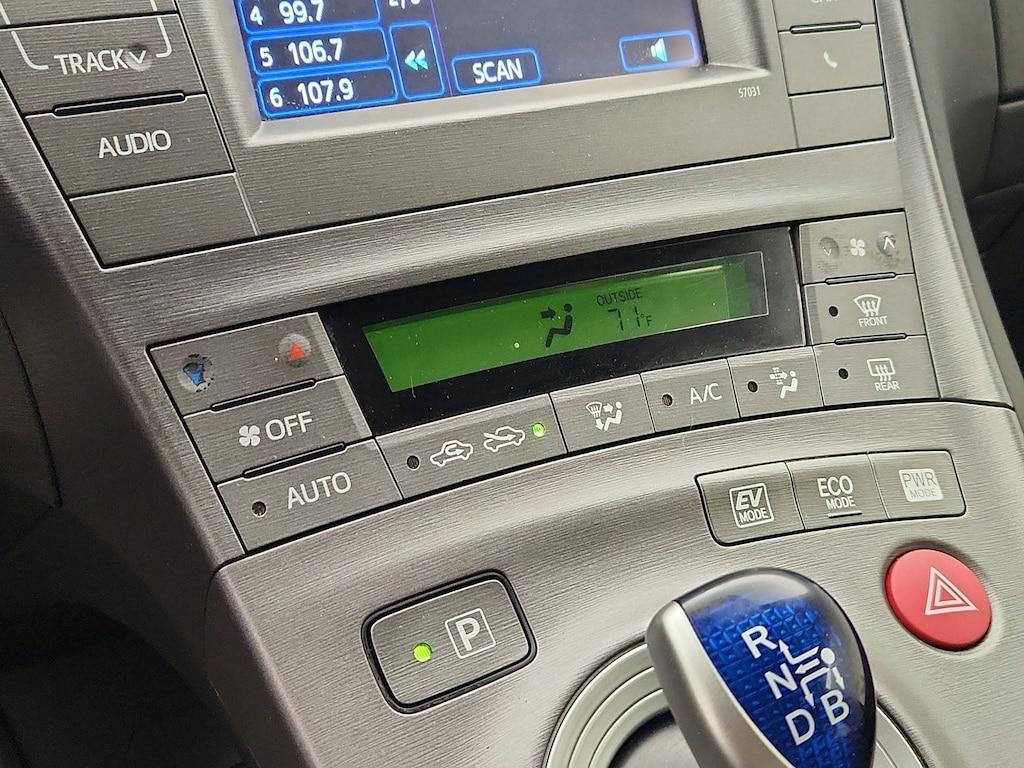 4 99.7
5 106.7
6 107.9
SCAN
57031
TRACK
AUDIO
OUTSIDE
71°F
FRONT
OFF
A/C
REAR
AUTO
EV
MODE
ECO
MODE
PWR
MODE
P
R
N
D B